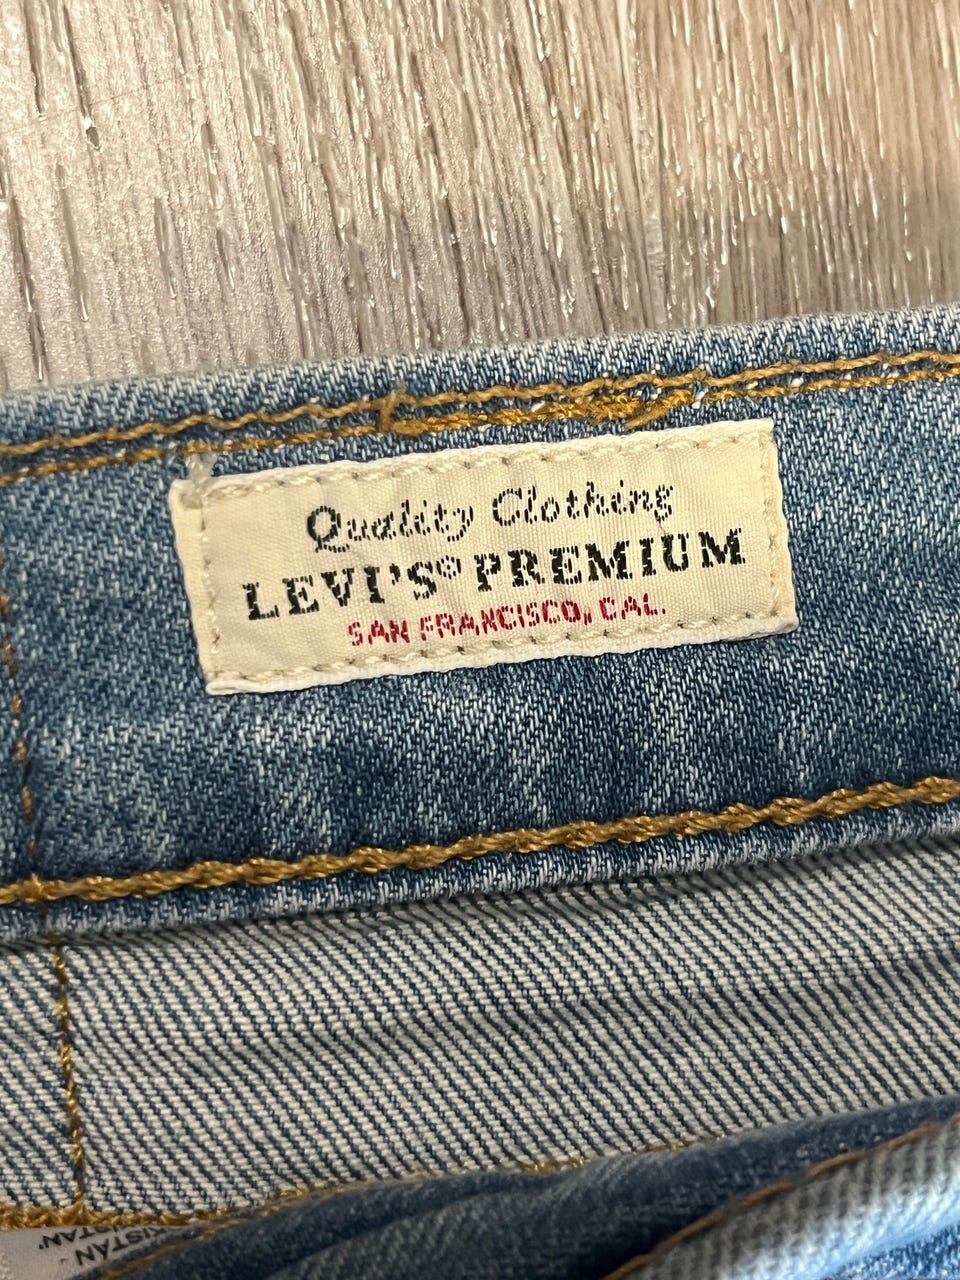 Quality Clothing
LEVI'S® PREMIUM
SAN FRANCISCO, CAL.